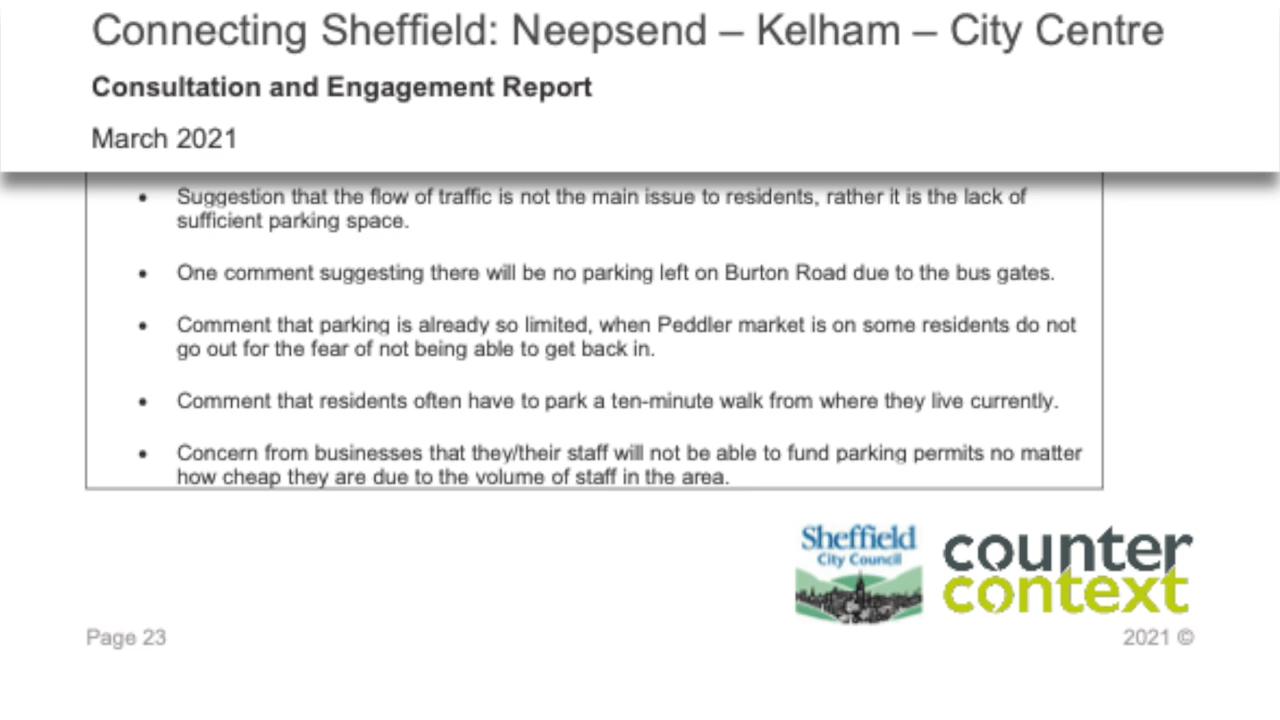 Connecting Sheffield: Neepsend – Kelham – City Centre
Consultation and Engagement Report
March 2021
• Suggestion that the flow of traffic is not the main issue to residents, rather it is the lack of
sufficient parking space.
• One comment suggesting there will be no parking left on Burton Road due to the bus gates.
• Comment that parking is already so limited, when Peddler market is on some residents do not
go out for the fear of not being able to get back in.
• Comment that residents often have to park a ten-minute walk from where they live currently.
• Concern from businesses that they/their staff will not be able to fund parking permits no matter
how cheap they are due to the volume of staff in the area.
Sheffield
City Council
counter
context
Page 23
2021 ©